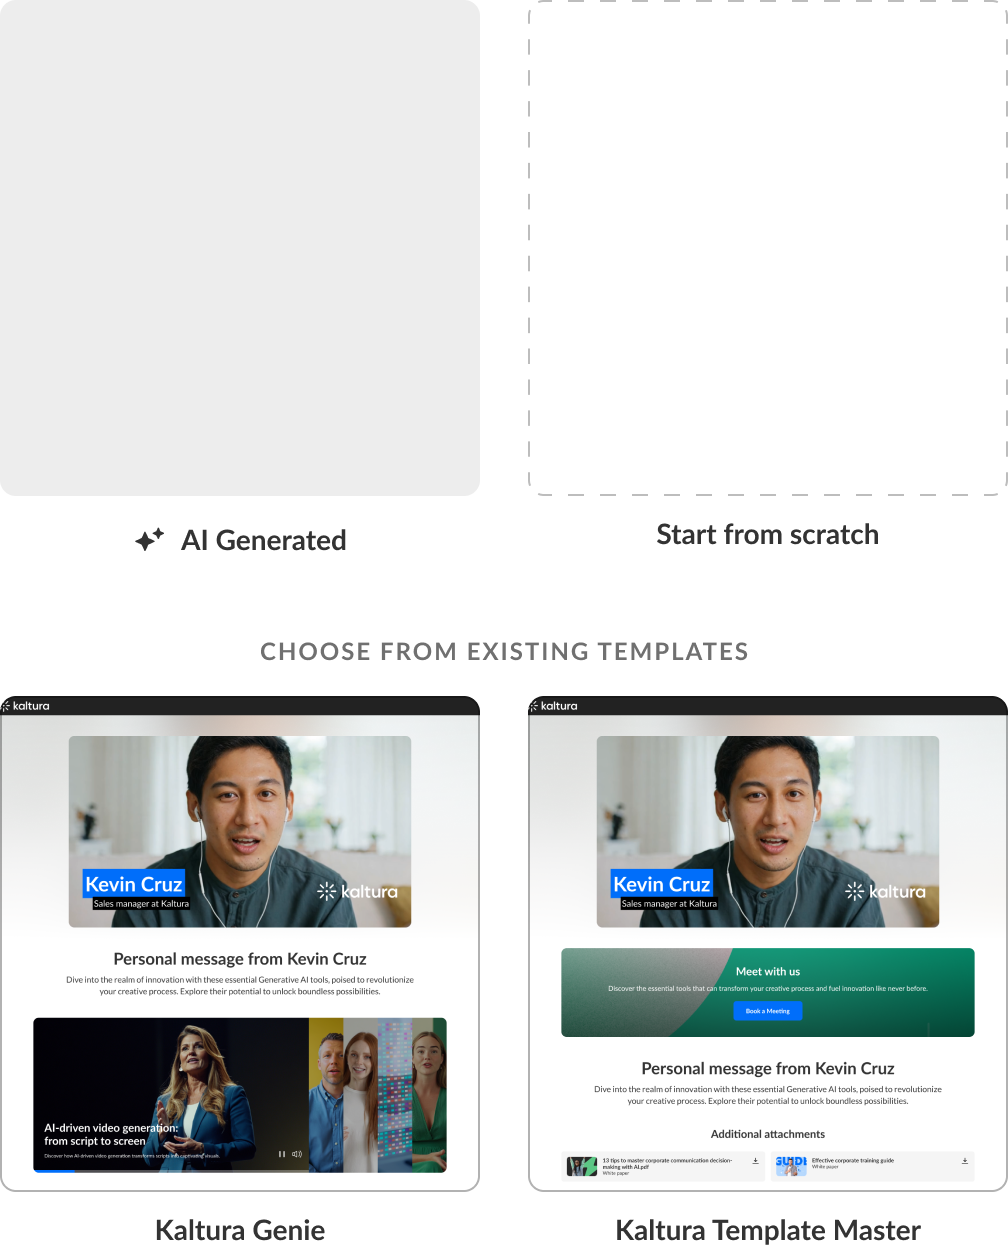 AI Generated
Start from scratch
CHOOSE FROM EXISTING TEMPLATES
kaltura
Kevin Cruz
Sales manager at Kaltura
kaltura
Personal message from Kevin Cruz
Dive into the realm of innovation with these essential Generative AI tools, poised to revolutionize
your creative process. Explore their potential to unlock boundless possibilities.
AI-driven video generation:
from script to screen
Discover how AI-driven video generation transforms scripts into captivating visuals.
Kaltura Genie
kaltura
Kevin Cruz
Sales manager at Kaltura
kaltura
Meet with us
Discover the essential tools that can transform your creative process and fuel innovation like never before.
Book a Meeting
Personal message from Kevin Cruz
Dive into the realm of innovation with these essential Generative AI tools, poised to revolutionize
your creative process. Explore their potential to unlock boundless possibilities.
Additional attachments
13 tips to master corporate communication decision-
making with AI.pdf
White paper
GUIDE
Effective corporate training guide
White paper
Kaltura Template Master